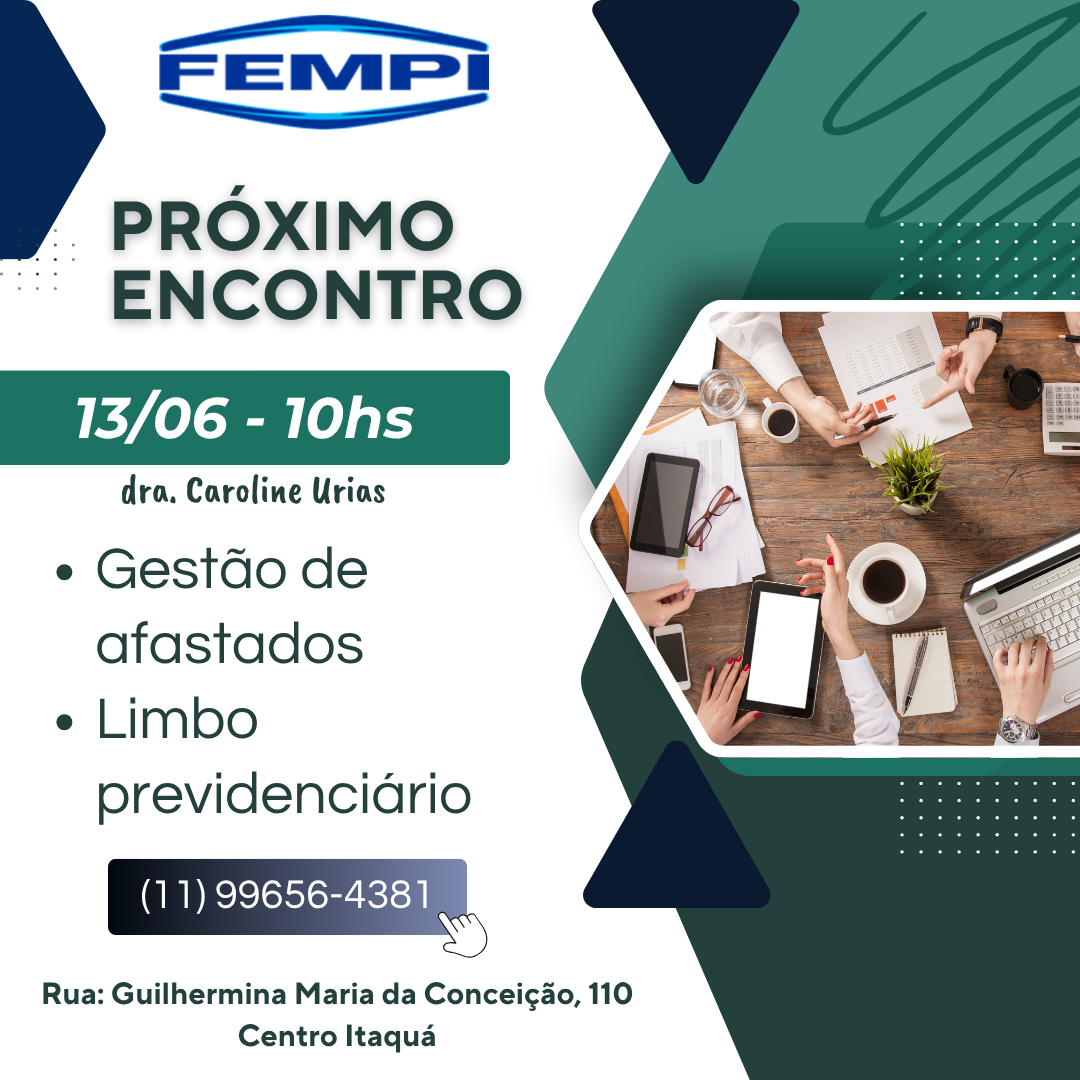 FEMPI
PRÓXIMO
ENCONTRO
13/06 - 10hs
dra. Caroline Urias
• Gestão de
afastados
• Limbo
previdenciário
(11) 99656-4381
Rua: Guilhermina Maria da Conceição, 110
Centro Itaquá